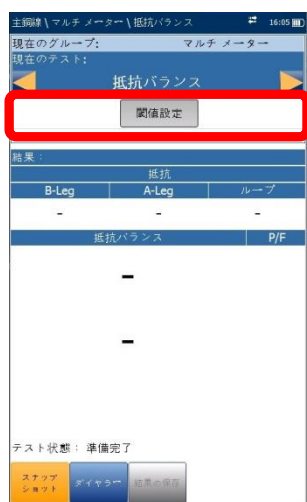 主銅線 \ マルチ メーター \ 抵抗バランス 16:05
現在のグループ: マルチ メーター
現在のテスト:
抵抗バランス
閾値設定
結果:
抵抗
B-Leg A-Leg ループ
- - -
抵抗バランス P/F
-
-
テスト状態: 準備完了
スナップ
ショット
ダイヤラー
結果の保存